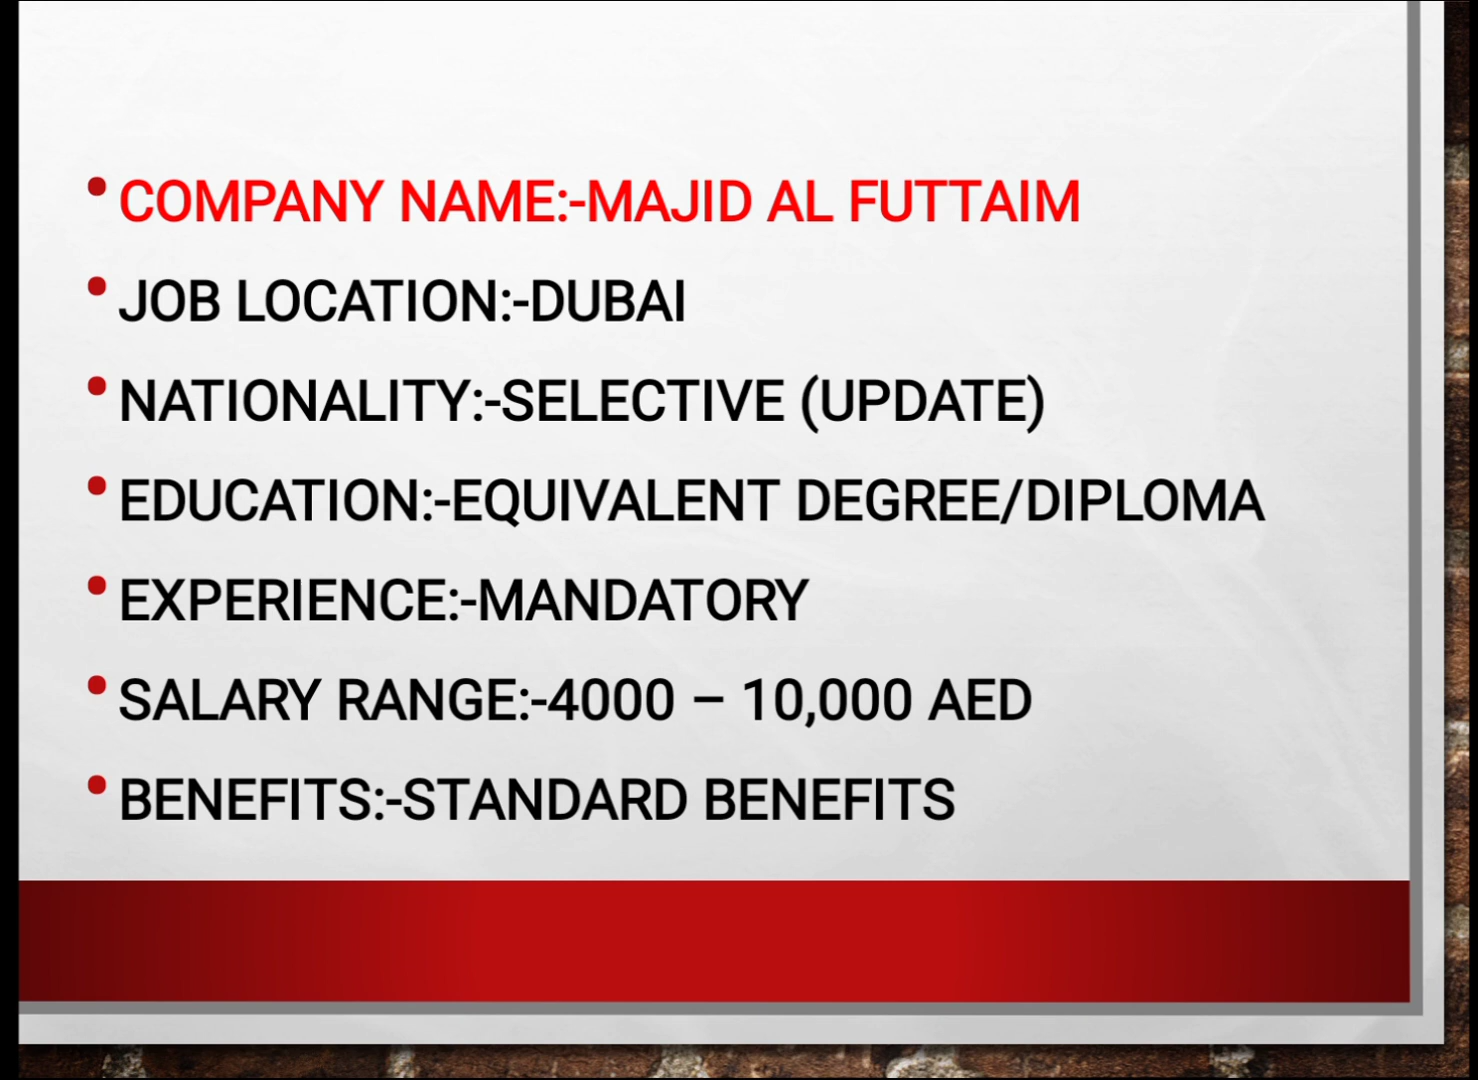 COMPANY NAME:-MAJID AL FUTTAIM
JOB LOCATION:-DUBAI
NATIONALITY:-SELECTIVE (UPDATE)
EDUCATION:-EQUIVALENT DEGREE/DIPLOMA
EXPERIENCE:-MANDATORY
SALARY RANGE:-4000 – 10,000 AED
BENEFITS:-STANDARD BENEFITS